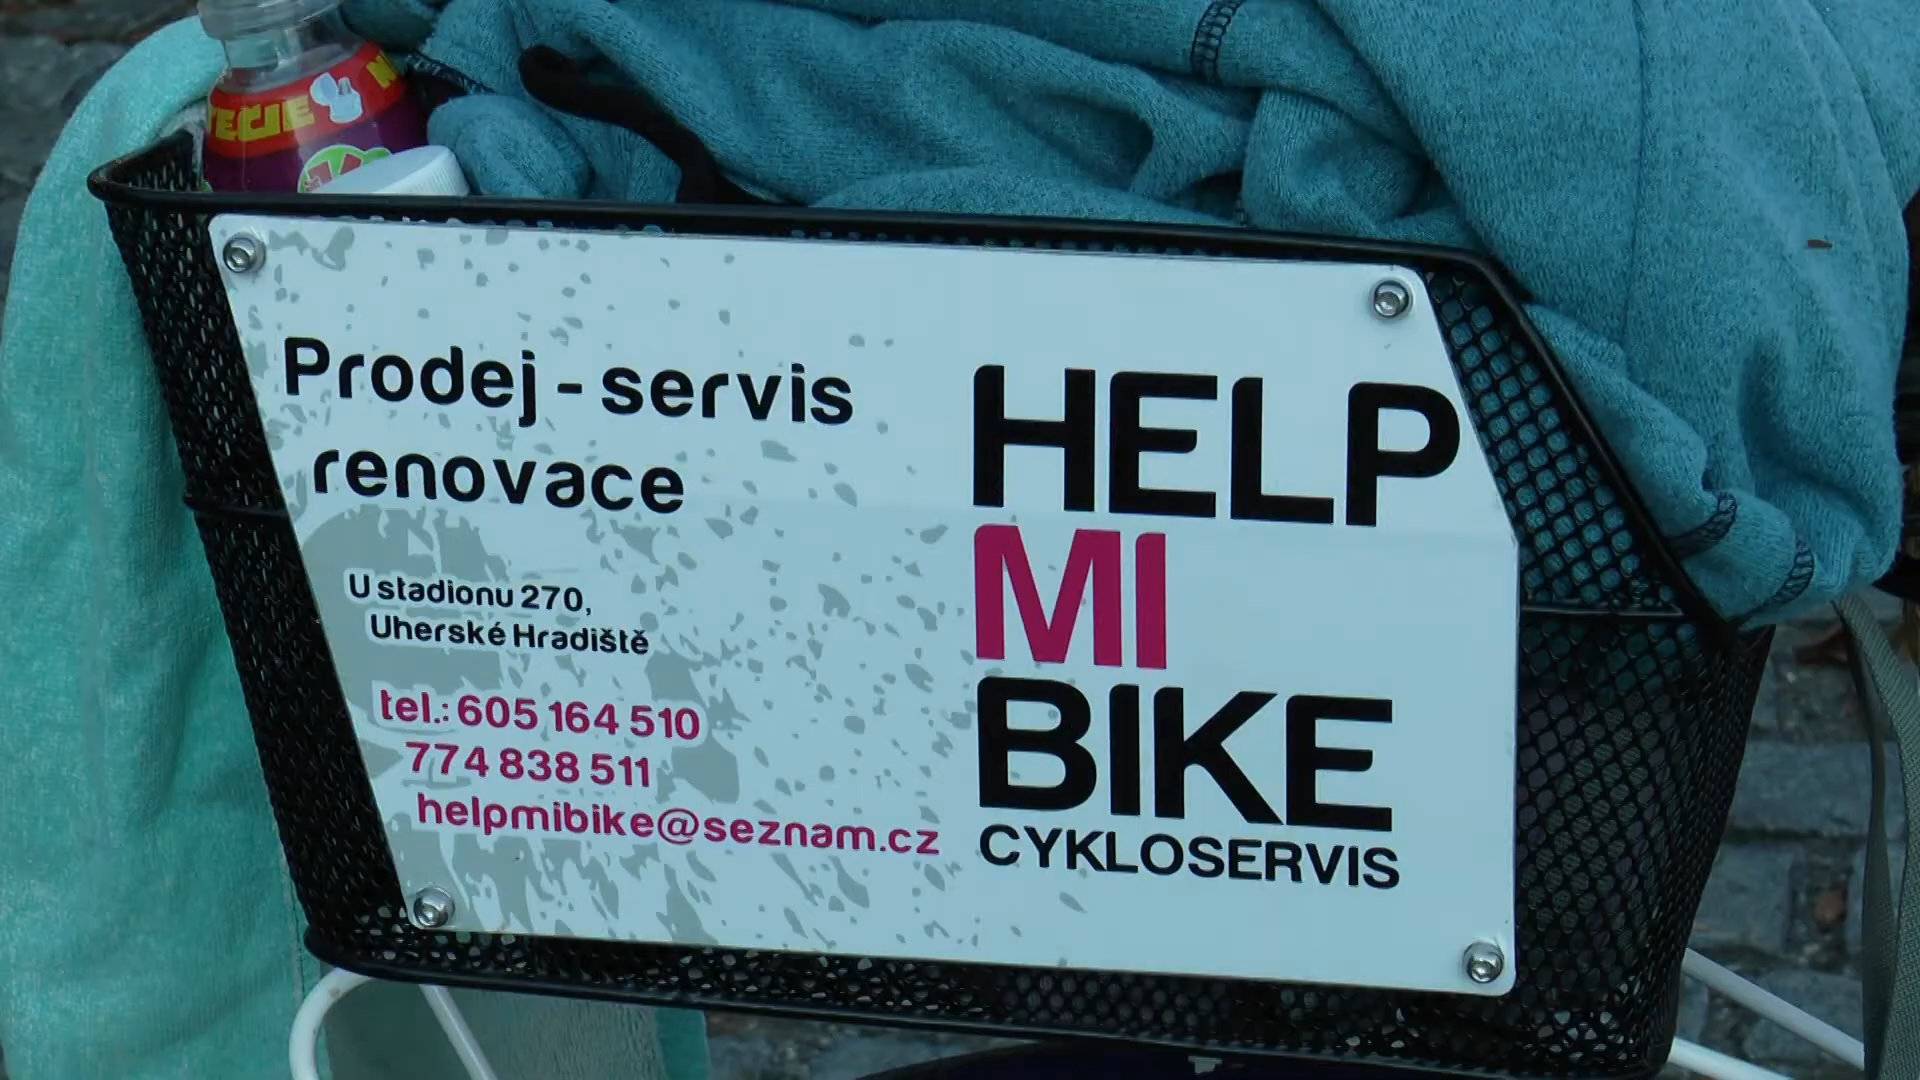 Prodej - servis
renovace
U stadionu 270,
Uherské Hradiště
tel.: 605 164 510
774 838 511
helpmibike@seznam.cz
HELP
MI
BIKE
CYKLOSERVIS